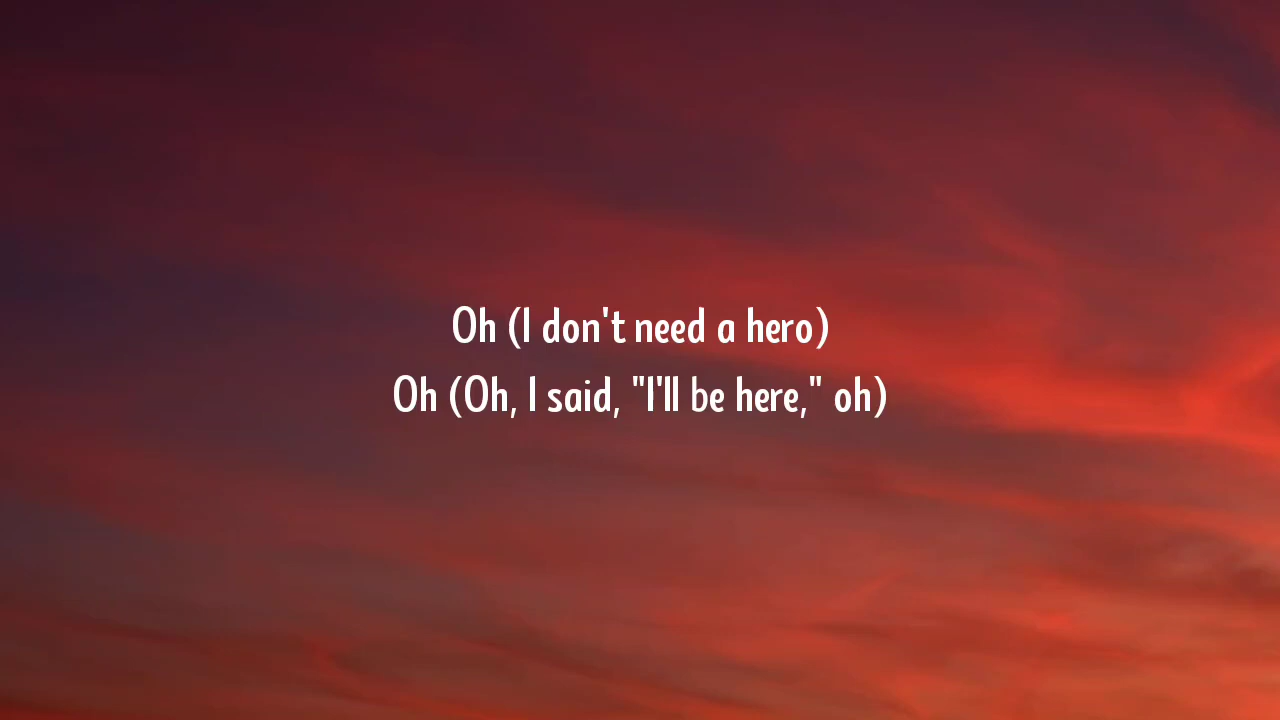 Oh (I don't need a hero)
Oh (Oh, I said, "I'll be here," oh)